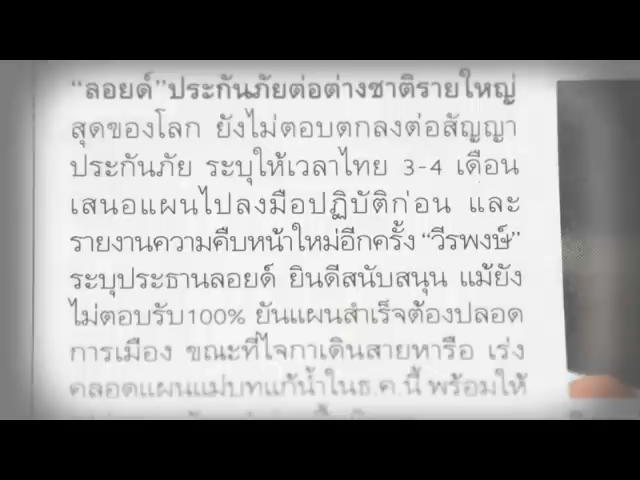 “ลอยด์”ประกันภัยต่อต่างชาติรายใหญ่
สุดของโลก ยังไม่ตอบตกลงต่อสัญญา
ประกันภัย ระบุให้เวลาไทย 3-4 เดือน
เสนอแผนไปลงมือปฏิบัติก่อน และ
รายงานความคืบหน้าใหม่อีกครั้ง “วีรพงษ์”
ระบุประธานลอยด์ ยินดีสนับสนุน แม้ยัง
ไม่ตอบรับ100% ยันแผนสำเร็จต้องปลอด
การเมือง ขณะที่ไจกาเดินสายหารือ เร่ง
คลอดแผนแม่บทแก้น้ำในธ.ค.นี้ พร้อมให้